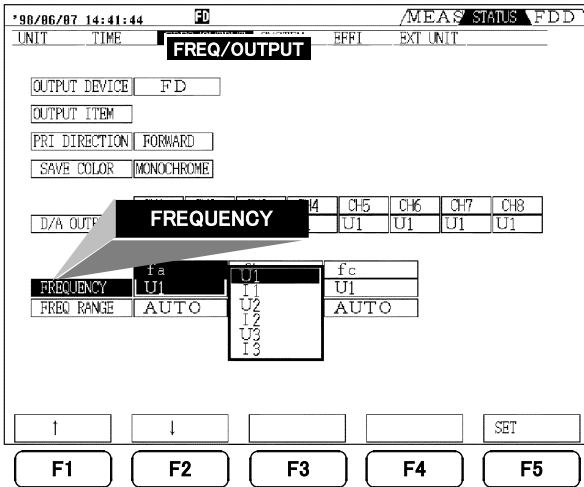 '98/06/07 14:41:44 FD MEAS STATUS FDD
UNIT TIME EFFI EXT UNIT
FREQ/OUTPUT
OUTPUT DEVICE FD
OUTPUT ITEM
PRI DIRECTION FORWARD
SAVE COLOR MONOCHROME
CH5 CH6 CH7 CH8
D/A U1 U1 U1 U1
FREQUENCY
fa fc
FREQUENCY U1 U1
FREQ RANGE AUTO AUTO
U1
I1
U2
I2
U3
I3
↑ ↓ SET
F1 F2 F3 F4 F5